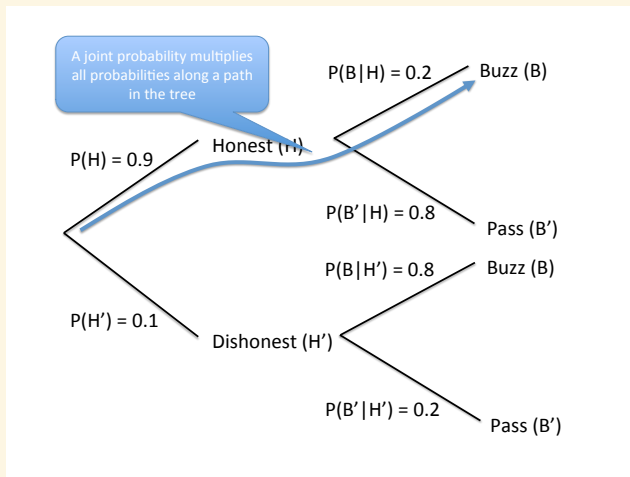 A joint probability multiplies
all probabilities along a path
in the tree
P(B|H) = 0.2
Buzz (B)
P(H) = 0.9
Honest (H)
P(B'|H) = 0.8
Pass (B')
P(B|H') = 0.8
Buzz (B)
P(H') = 0.1
Dishonest (H')
P(B'|H') = 0.2
Pass (B')